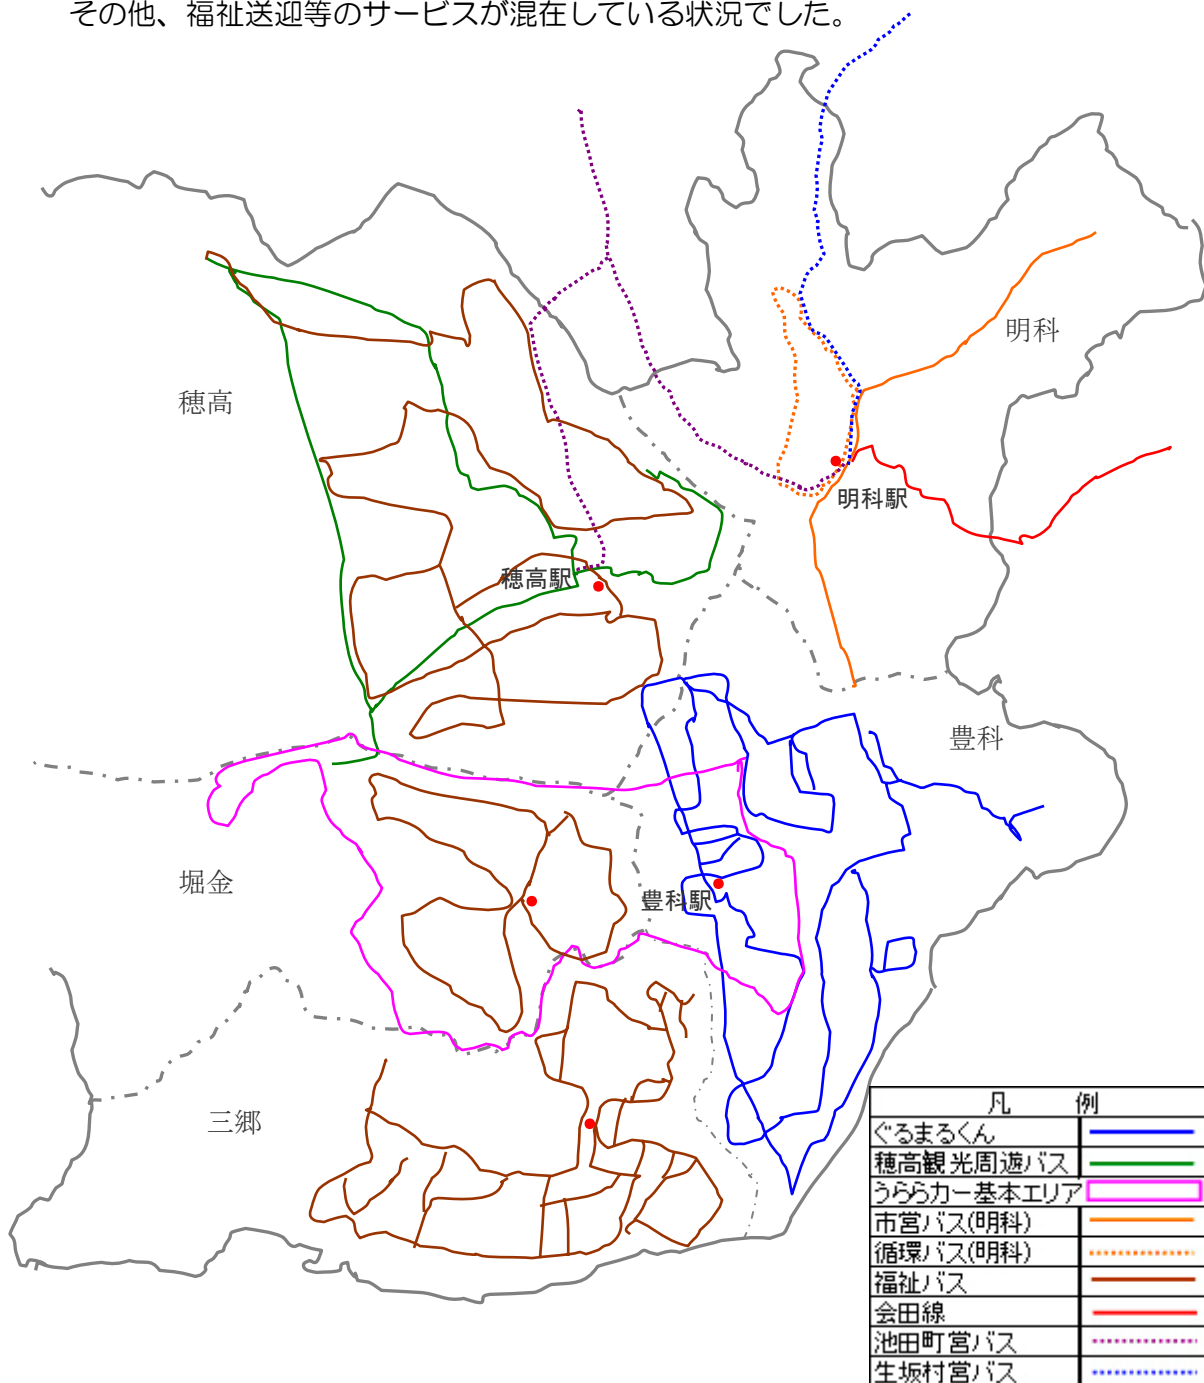 その他、福祉送迎等のサービスが混在している状況でした。
明科
穂高
明科駅
穂高駅
豊科
堀金
豊科駅
三郷
凡 例
ぐるまるくん
穂高観光周遊バス
うららカー基本エリア
市営バス(明科)
循環バス(明科)
福祉バス
会田線
池田町営バス
生坂村営バス